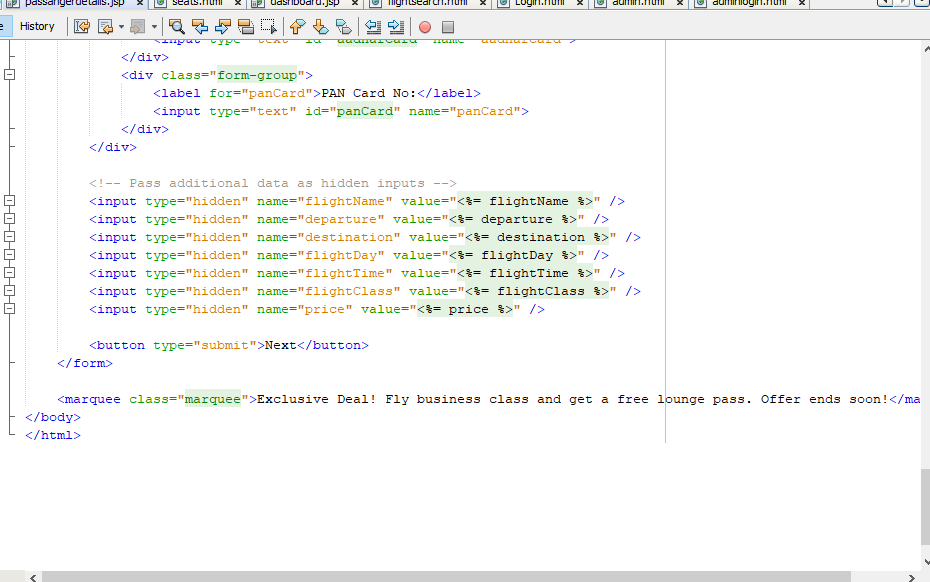 passangerdetails.jsp × seats.html × dashboard.jsp × flightsearch.html × Login.html × admin.html × adminlogin.html ×
e History
<input type="text" id="aadharCard" name="aadharCard">
</div>
<div class="form-group">
<label for="panCard">PAN Card No:</label>
<input type="text" id="panCard" name="panCard">
</div>
</div>
<!-- Pass additional data as hidden inputs -->
<input type="hidden" name="flightName" value="<%= flightName %>" />
<input type="hidden" name="departure" value="<%= departure %>" />
<input type="hidden" name="destination" value="<%= destination %>" />
<input type="hidden" name="flightDay" value="<%= flightDay %>" />
<input type="hidden" name="flightTime" value="<%= flightTime %>" />
<input type="hidden" name="flightClass" value="<%= flightClass %>" />
<input type="hidden" name="price" value="<%= price %>" />
<button type="submit">Next</button>
</form>
<marquee class="marquee">Exclusive Deal! Fly business class and get a free lounge pass. Offer ends soon!</ma
</body>
</html>